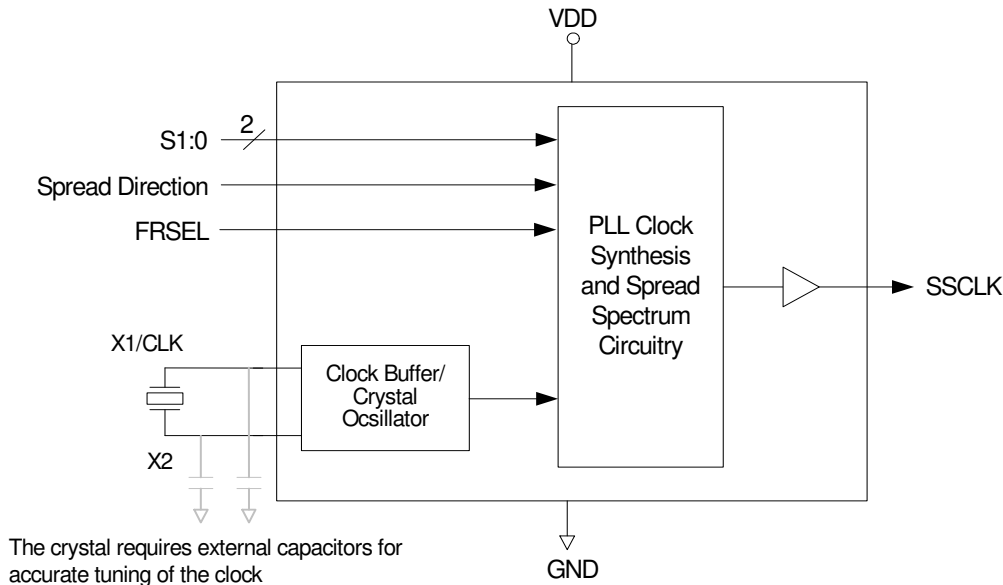 VDD
2
S1:0
Spread Direction
FRSEL
PLL Clock
Synthesis
and Spread
Spectrum
Circuitry
SSCLK
X1/CLK
Clock Buffer/
Crystal
Ocsillator
X2
The crystal requires external capacitors for
accurate tuning of the clock
GND